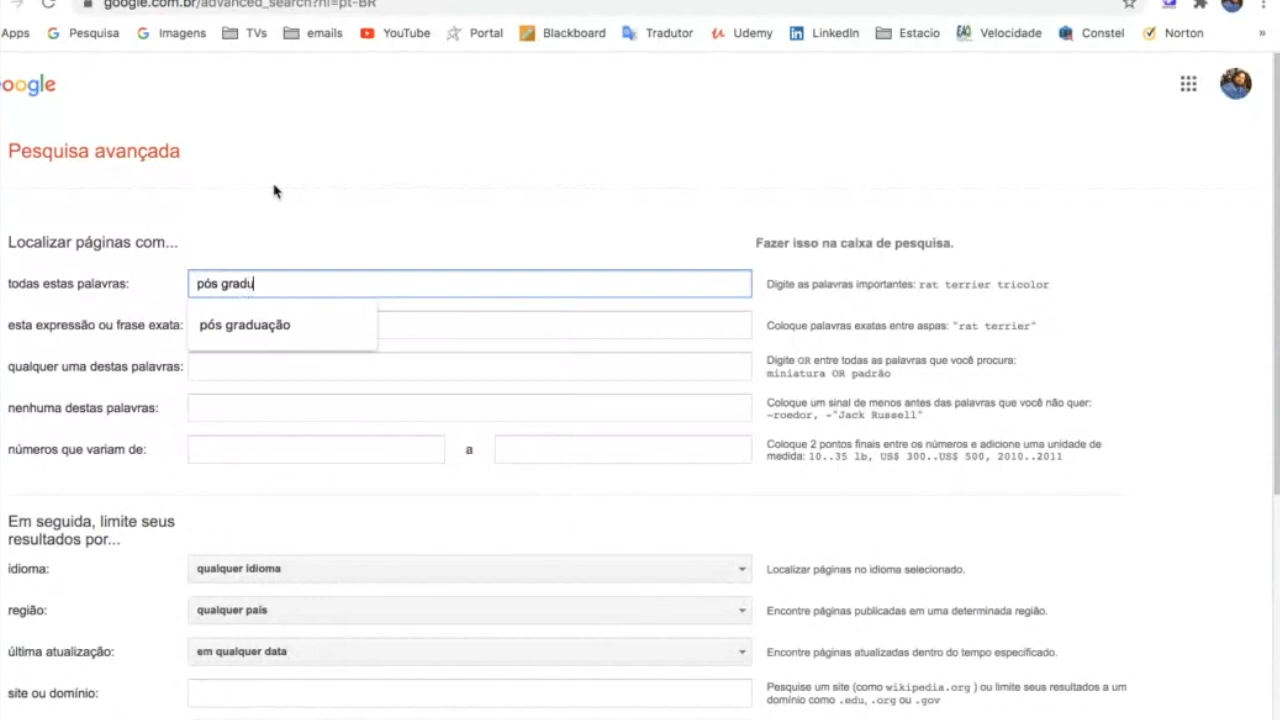 google.com.br/advanced_search?hl=pt-BR
Apps Pesquisa Imagens TVs emails YouTube Portal Blackboard Tradutor Udemy LinkedIn Estacio Velocidade Constel Norton »
oogle
Pesquisa avançada
Localizar páginas com...
Fazer isso na caixa de pesquisa.
todas estas palavras: pós gradu
Digite as palavras importantes: rat terrier tricolor
esta expressão ou frase exata: pós graduação
Coloque palavras exatas entre aspas: "rat terrier"
qualquer uma destas palavras:
Digite OR entre todas as palavras que você procura:
miniatura OR padrão
nenhuma destas palavras:
Coloque um sinal de menos antes das palavras que você não quer:
-roedor, -"Jack Russell"
números que variam de: a
Coloque 2 pontos finais entre os números e adicione uma unidade de
medida: 10..35 lb, US$ 300..US$ 500, 2010..2011
Em seguida, limite seus
resultados por...
idioma: qualquer idioma
Localizar páginas no idioma selecionado.
região: qualquer país
Encontre páginas publicadas em uma determinada região.
última atualização: em qualquer data
Encontre páginas atualizadas dentro do tempo especificado.
site ou domínio:
Pesquise um site (como wikipedia.org ) ou limite seus resultados a um
domínio como .edu, .org ou .gov